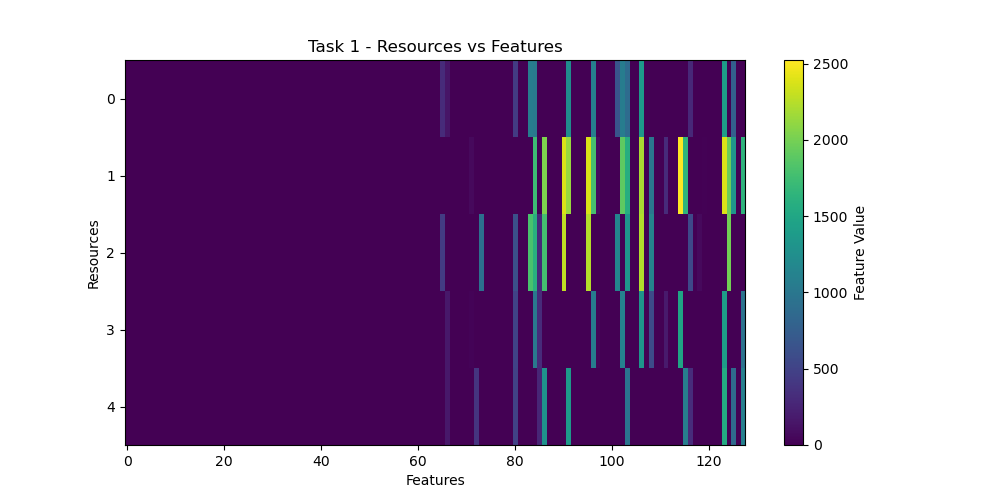 Task 1 - Resources vs Features
Resources
0
1
2
3
4
0 20 40 60 80 100 120
Features
2500
2000
1500
1000
500
0
Feature Value